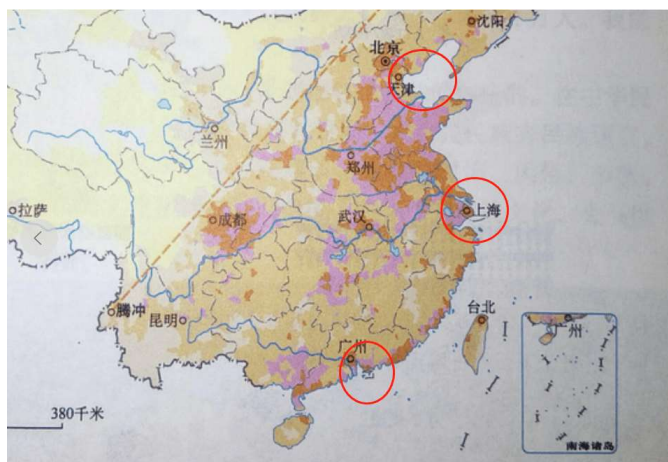 沈阳
北京
天津
兰州
郑州
拉萨
成都
武汉
上海
腾冲
昆明
台北
广州
广州
380千米
南海诸岛